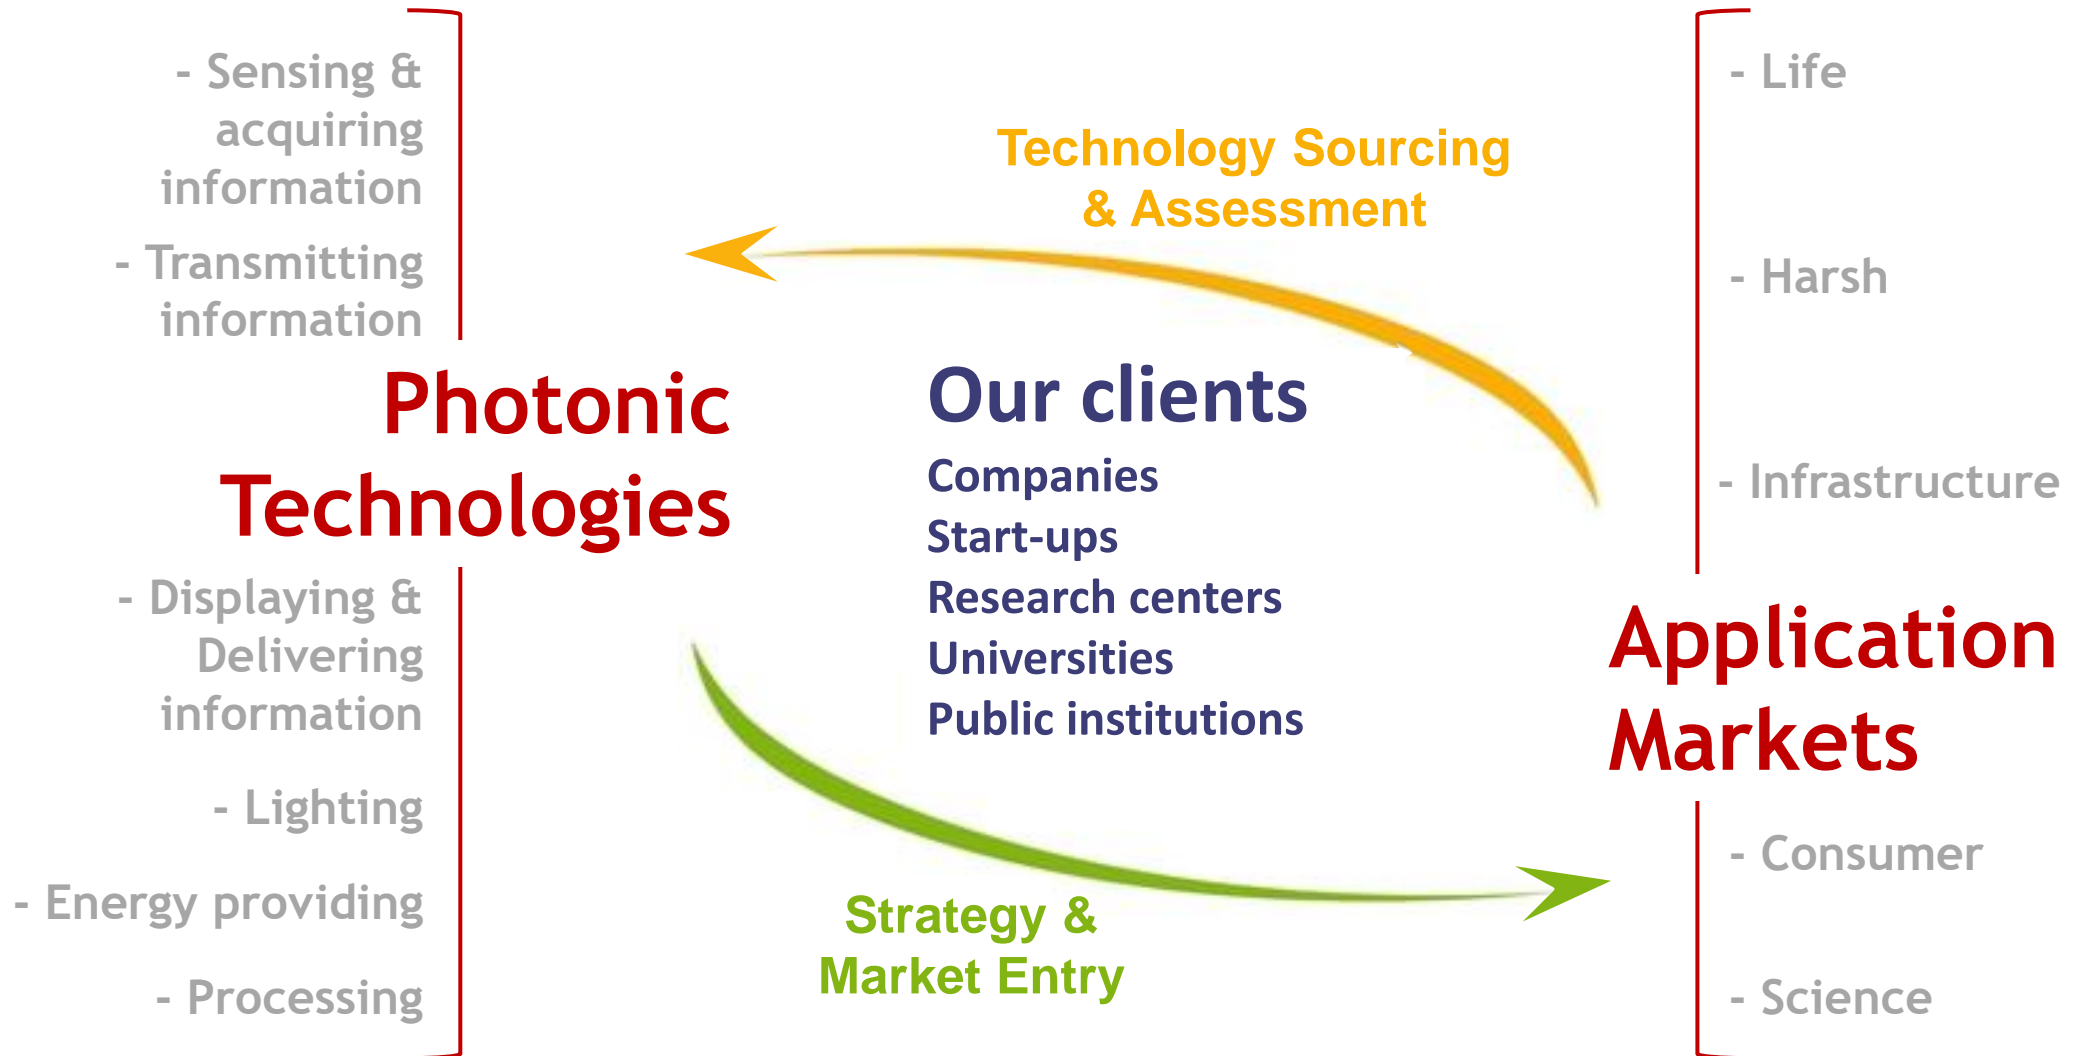 - Sensing &
acquiring
information
- Transmitting
information
Photonic
Technologies
- Displaying &
Delivering
information
- Lighting
- Energy providing
- Processing
Technology Sourcing
& Assessment
Our clients
Companies
Start-ups
Research centers
Universities
Public institutions
Strategy &
Market Entry
- Life
- Harsh
- Infrastructure
Application
Markets
- Consumer
- Science